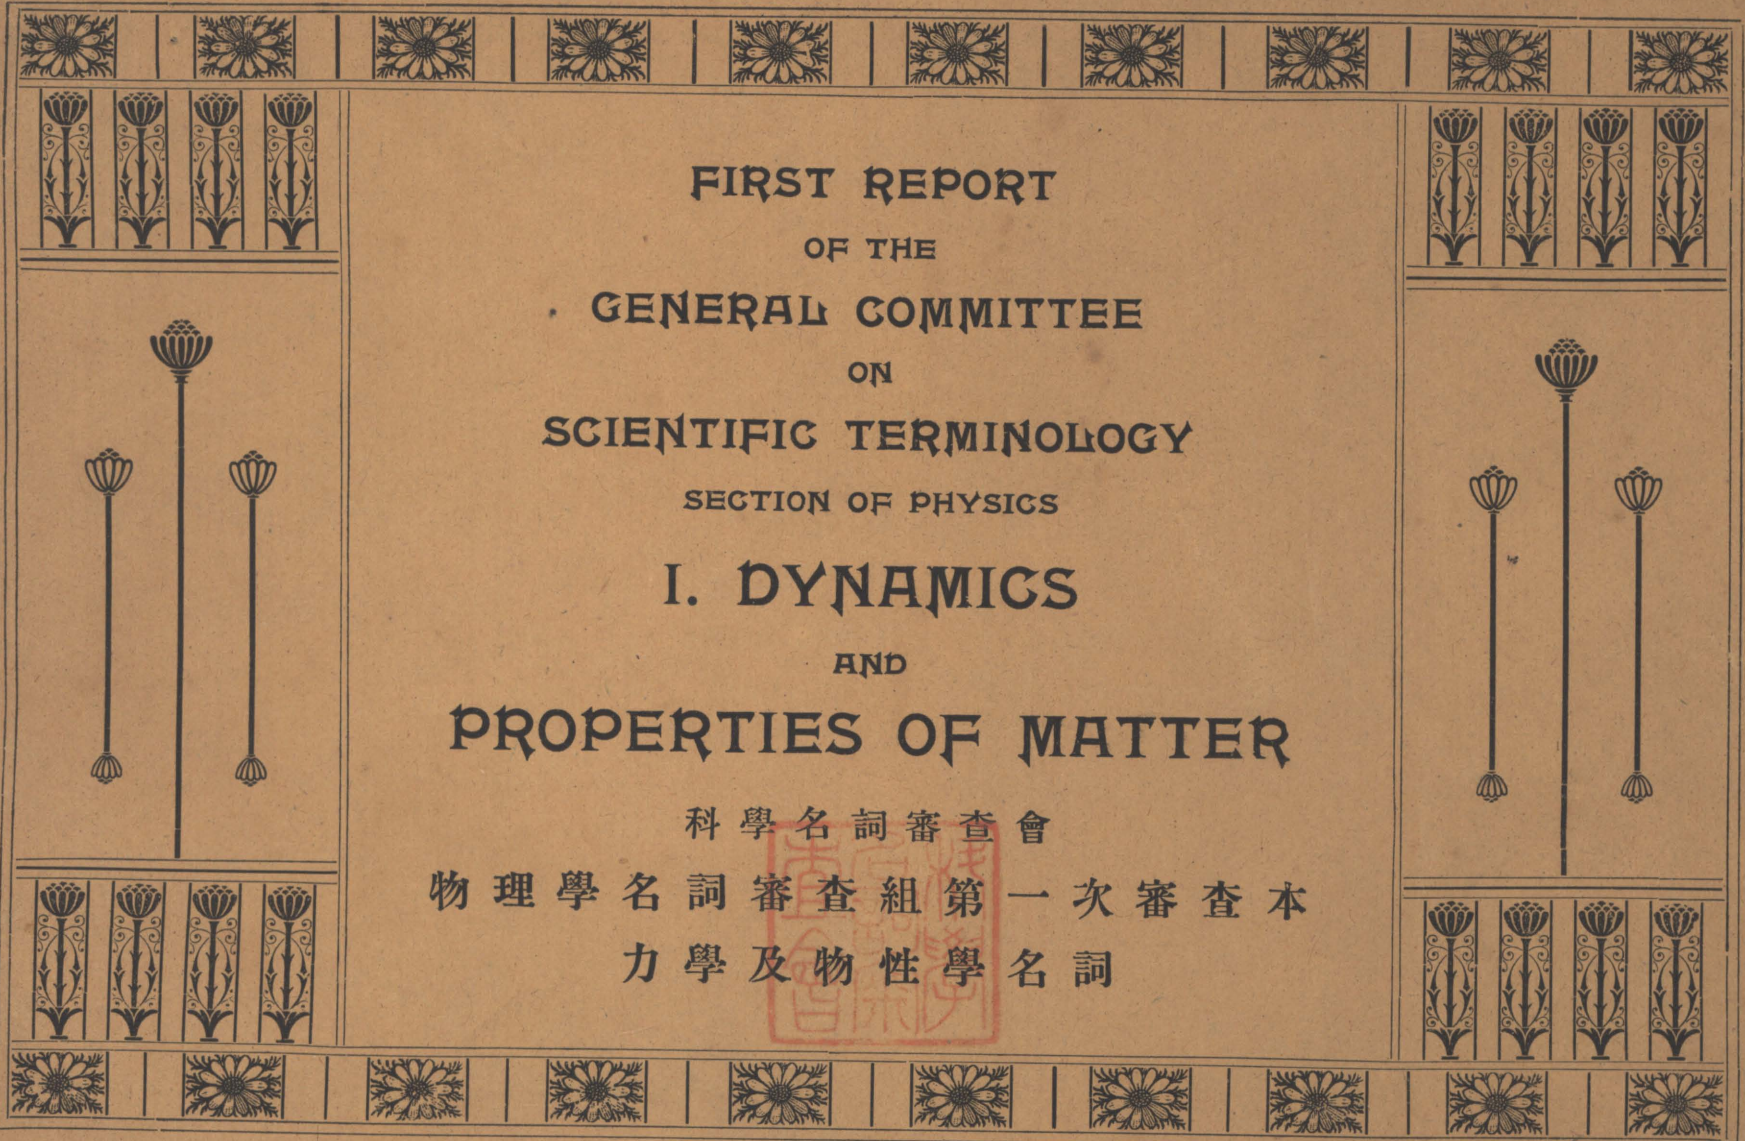 FIRST REPORT
OF THE
GENERAL COMMITTEE
ON
SCIENTIFIC TERMINOLOGY
SECTION OF PHYSICS
I. DYNAMICS
AND
PROPERTIES OF MATTER
科學名詞審查會
物理學名詞審查組第一次審查本
力學及物性學名詞